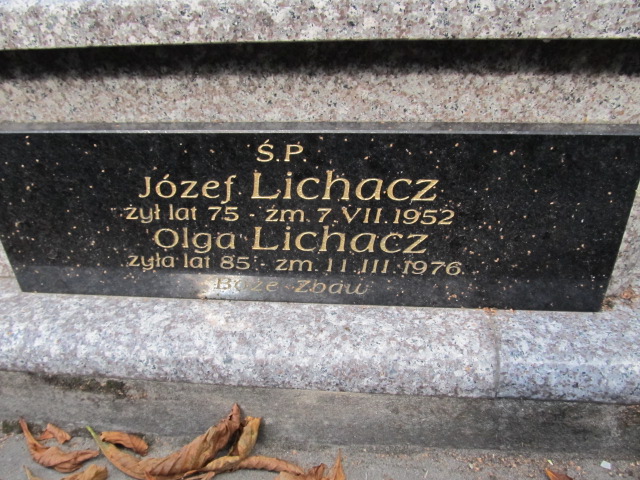 Ś.P.
Józef Lichacz
żył lat 75 - zm. 7. VII. 1952
Olga Lichacz
żyła lat 85 - zm. 11. III. 1976
Boże Zbaw